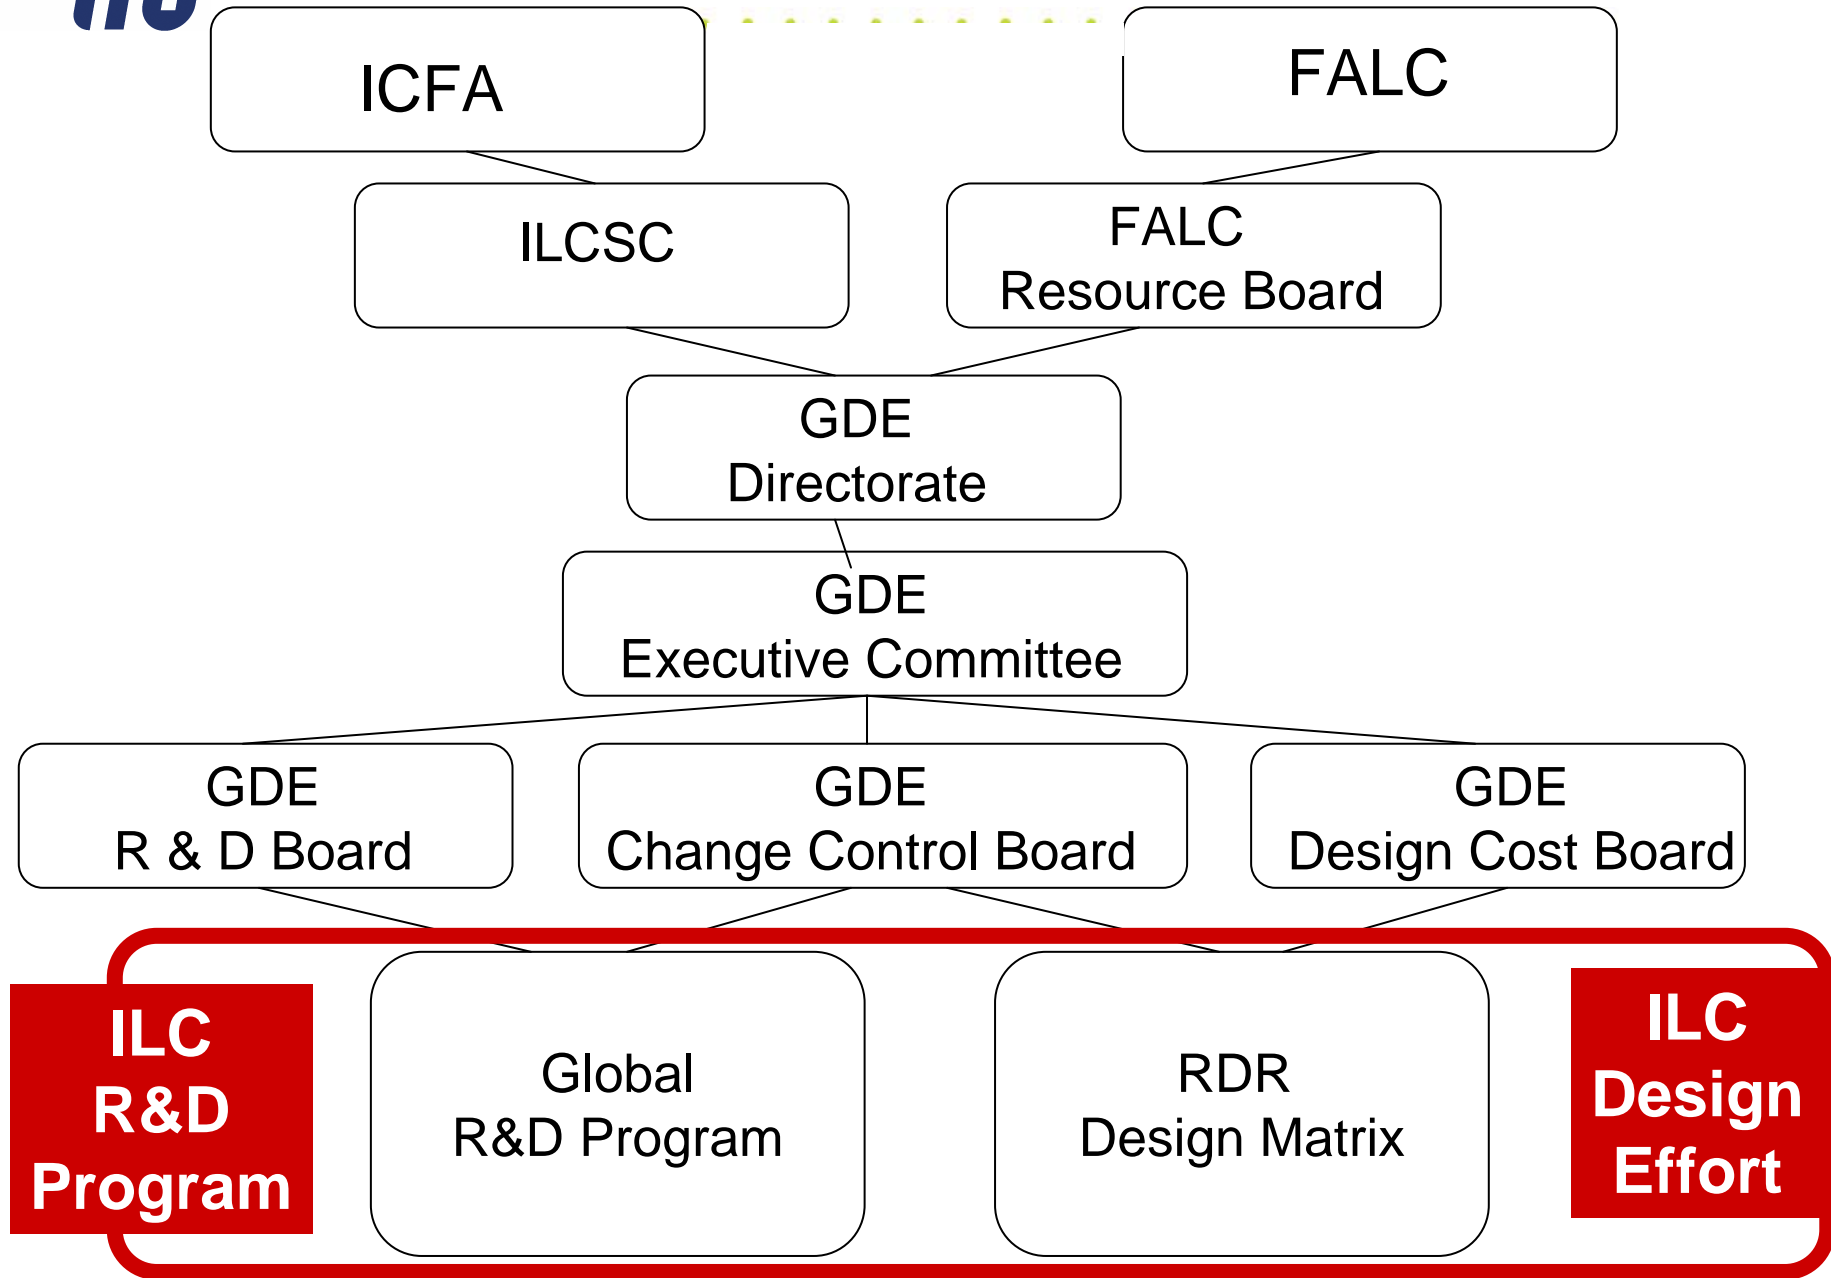 ICFA
FALC
ILCSC
FALC
Resource Board
GDE
Directorate
GDE
Executive Committee
GDE
R & D Board
GDE
Change Control Board
GDE
Design Cost Board
ILC
R&D
Program
Global
R&D Program
RDR
Design Matrix
ILC
Design
Effort